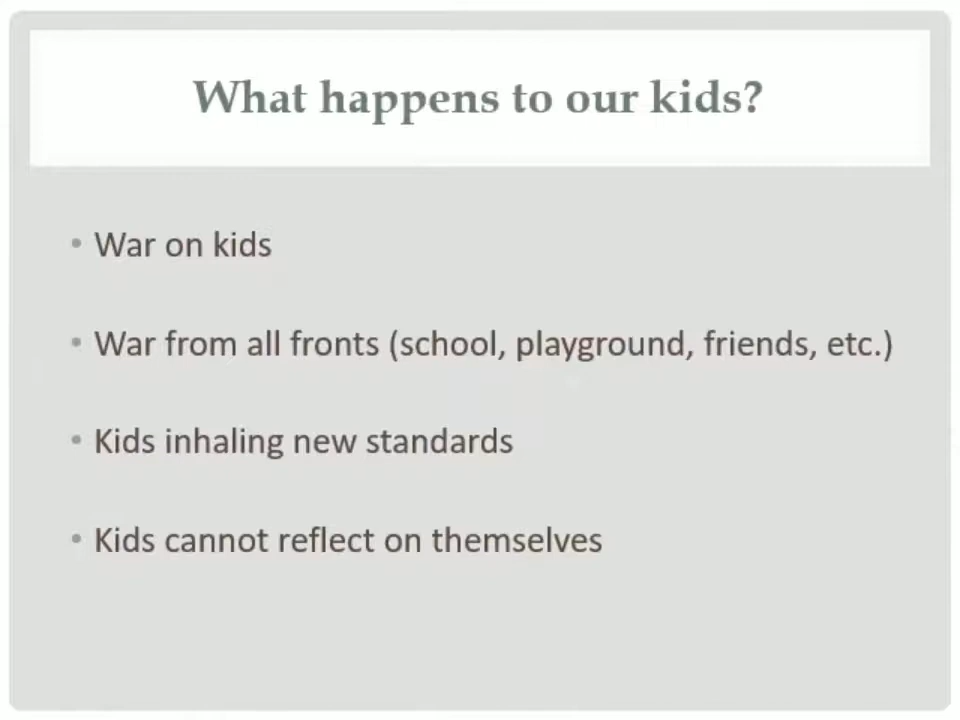 What happens to our kids?
• War on kids
• War from all fronts (school, playground, friends, etc.)
• Kids inhaling new standards
• Kids cannot reflect on themselves